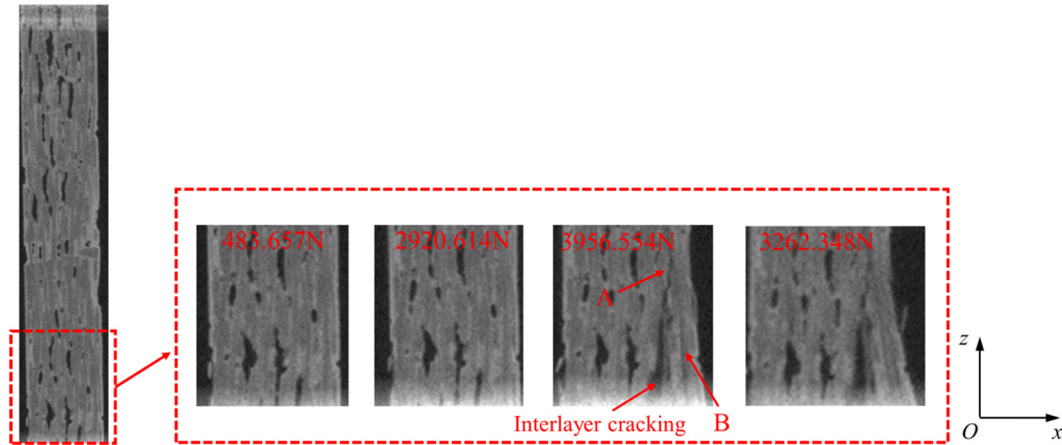 483.657N
2920.614N
3956.554N
3262.348N
A
Interlayer cracking
B
z
O
x